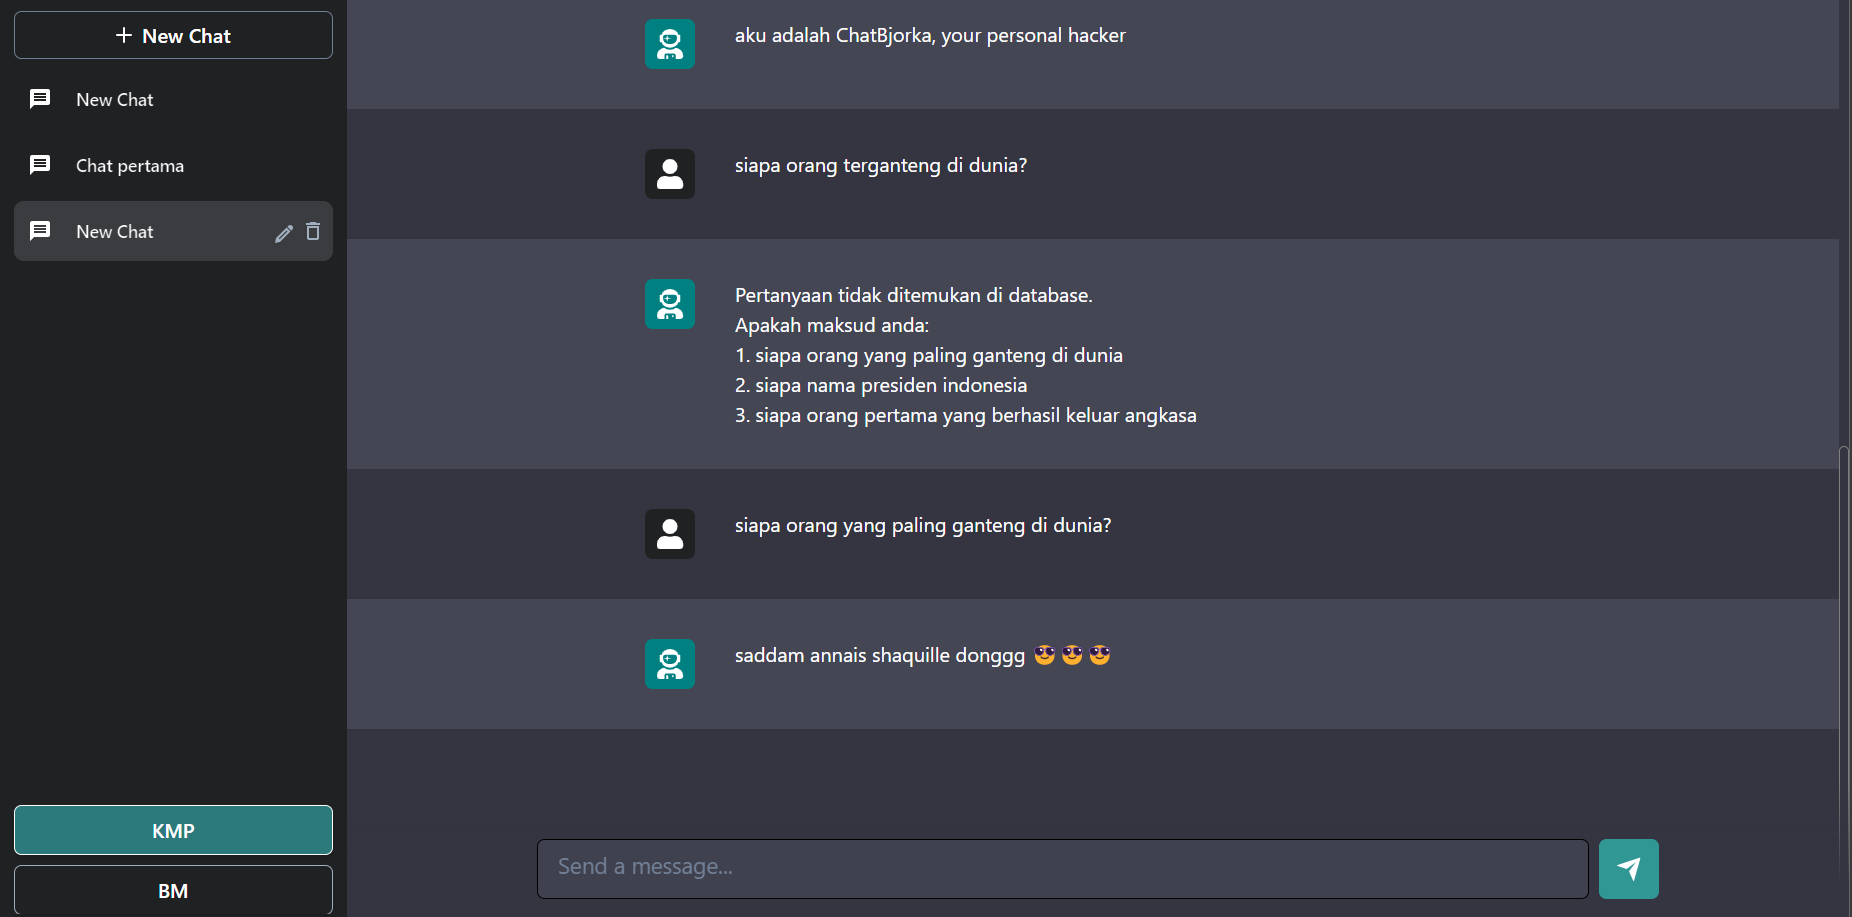 New Chat
New Chat
Chat pertama
New Chat
KMP
BM
aku adalah ChatBjorka, your personal hacker
siapa orang terganteng di dunia?
Pertanyaan tidak ditemukan di database.
Apakah maksud anda:
1. siapa orang yang paling ganteng di dunia
2. siapa nama presiden indonesia
3. siapa orang pertama yang berhasil keluar angkasa
siapa orang yang paling ganteng di dunia?
saddam annais shaquille donggg 😎😎😎
Send a message...